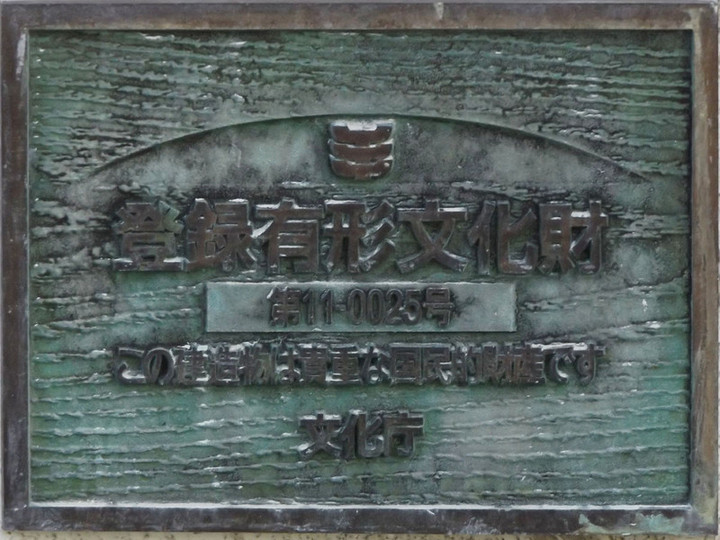 登録有形文化財
第11-0025号
この建造物は貴重な国民的財産です
文化庁